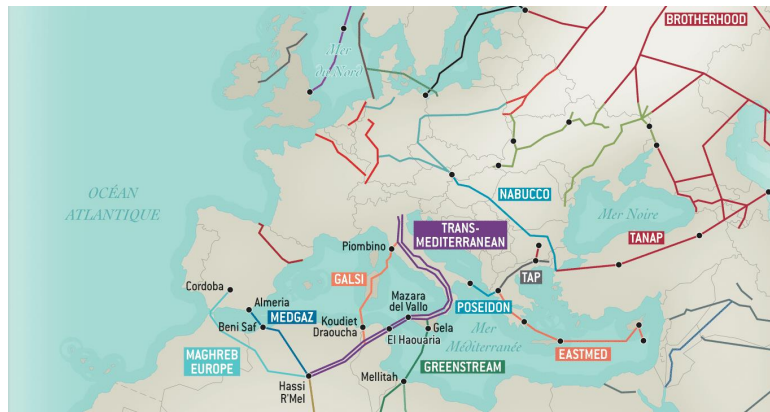 BROTHERHOOD
Mer
du Nord
OCÉAN
ATLANTIQUE
NABUCCO
Mer Noire
TRANS-
MEDITERRANEAN
TANAP
Piombino
TAP
GALSI
Cordoba
Mazara
del Vallo
POSEIDON
Almeria
MEDGAZ
Koudiet
Draoucha
Beni Saf
Gela
Mer
Méditerranée
El Haouaria
EASTMED
MAGHREB
EUROPE
GREENSTREAM
Mellitah
Hassi
R'Mel